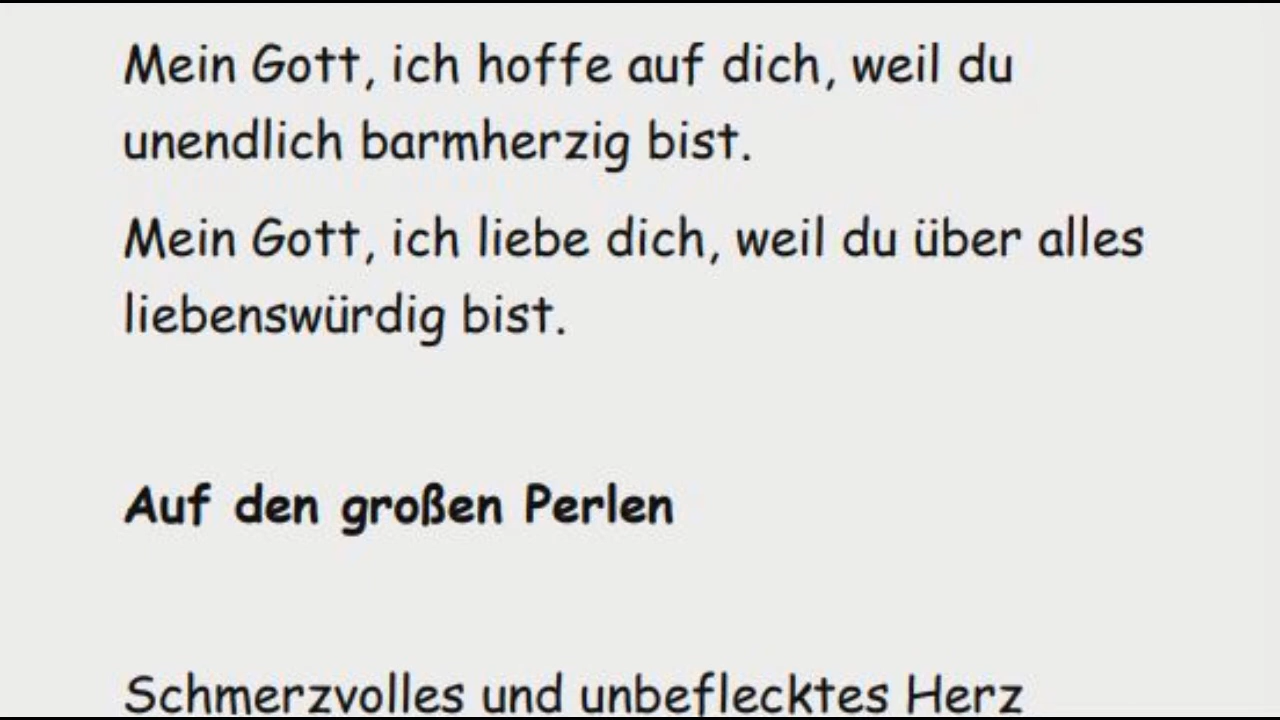 Mein Gott, ich hoffe auf dich, weil du
unendlich barmherzig bist.
Mein Gott, ich liebe dich, weil du über alles
liebenswürdig bist.
Auf den großen Perlen
Schmerzvolles und unbeflecktes Herz